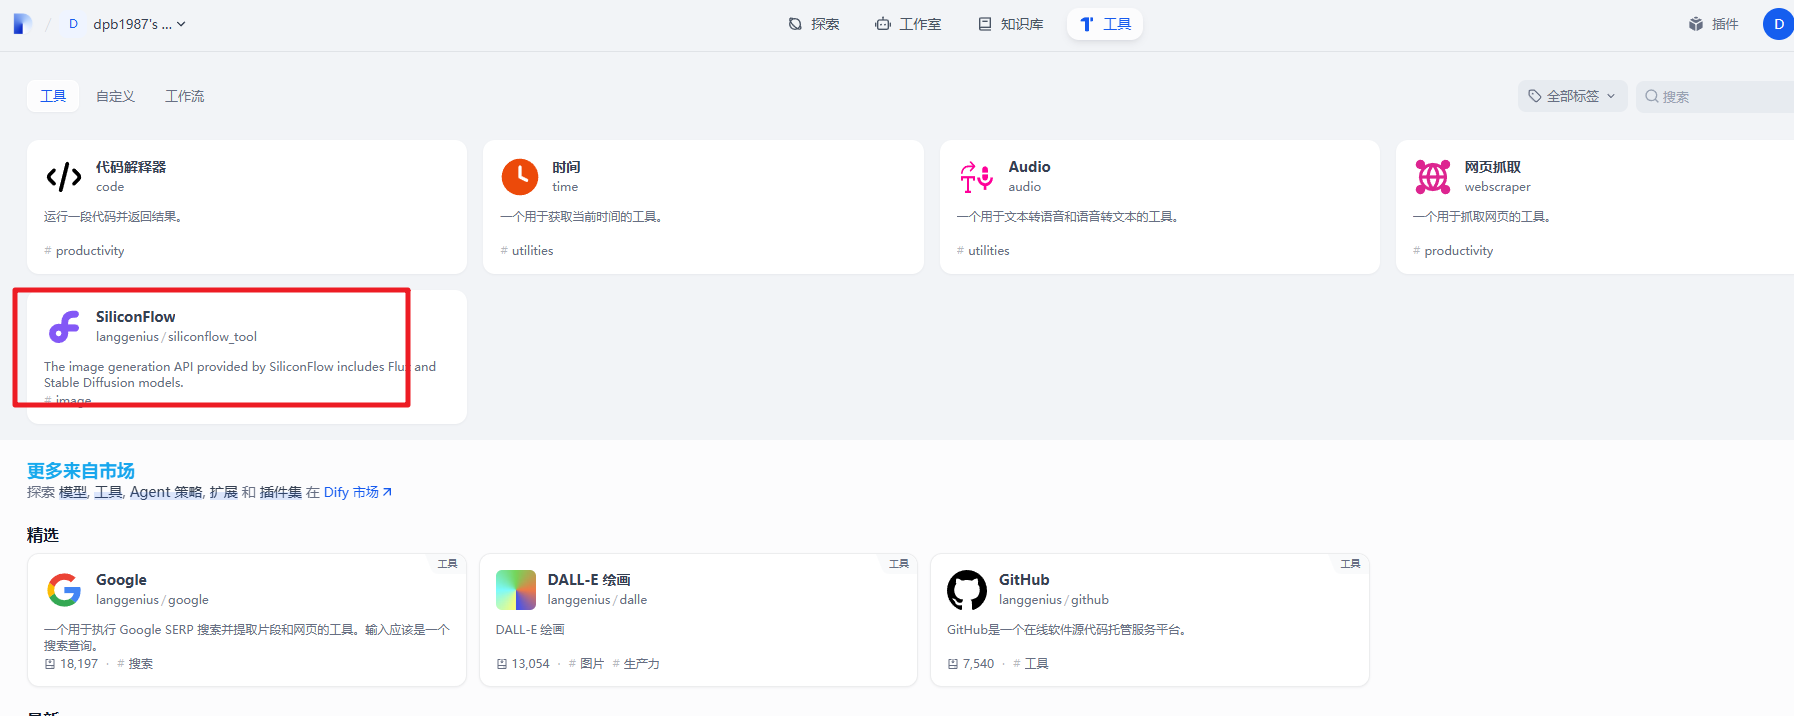 D dpb1987's ...
探索
工作室
知识库
工具
插件
D
工具
自定义
工作流
全部标签
搜索
代码解释器
code
运行一段代码并返回结果。
# productivity
时间
time
一个用于获取当前时间的工具。
# utilities
Audio
audio
一个用于文本转语音和语音转文本的工具。
# utilities
网页抓取
webscraper
一个用于抓取网页的工具。
# productivity
SiliconFlow
langgenius / siliconflow_tool
The image generation API provided by SiliconFlow includes Flux and
Stable Diffusion models.
# image
更多来自市场
探索 模型, 工具, Agent 策略, 扩展 和 插件集 在 Dify 市场
精选
工具
Google
langgenius / google
一个用于执行 Google SERP 搜索并提取片段和网页的工具。输入应该是一个
搜索查询。
18,197 · # 搜索
工具
DALL-E 绘画
langgenius / dalle
DALL-E 绘画
13,054 · # 图片 # 生产力
工具
GitHub
langgenius / github
GitHub是一个在线软件源代码托管服务平台。
7,540 · # 工具
最新